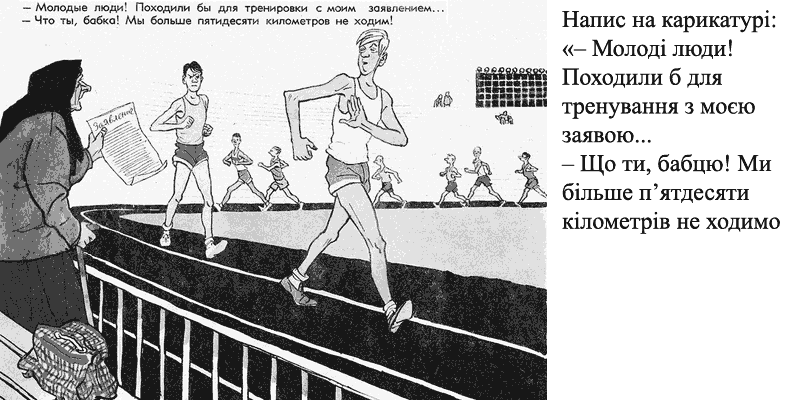 – Молодые люди! Походили бы для тренировки с моим заявлением...
– Что ты, бабка! Мы больше пятидесяти километров не ходим!
Заявление
Напис на карикатурі:
«– Молоді люди!
Походили б для
тренування з моєю
заявою...
– Що ти, бабцю! Ми
більше п’ятдесяти
кілометрів не ходимо